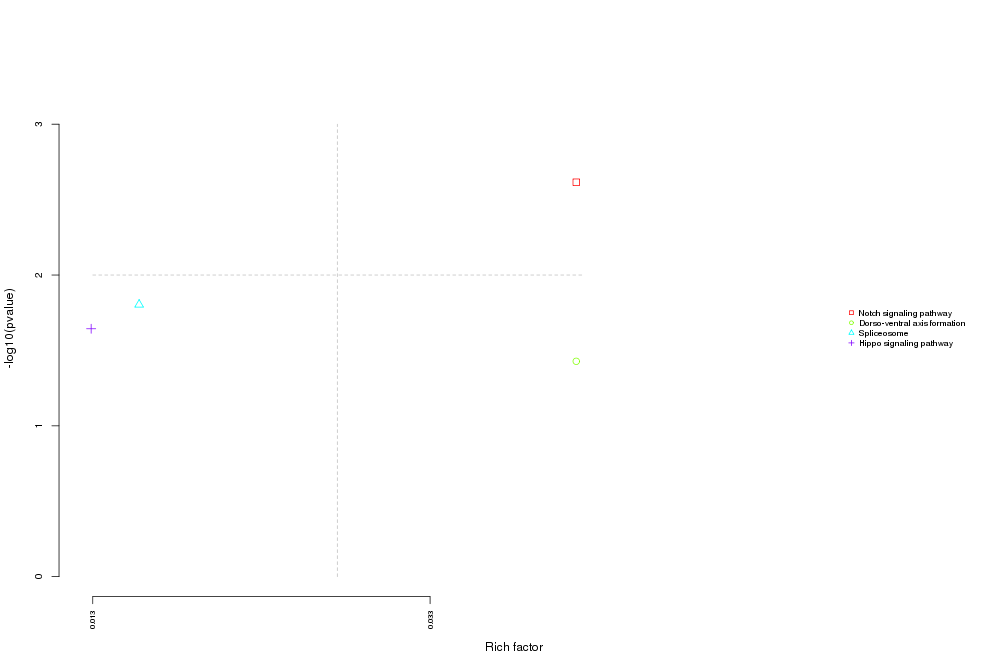 3
2
1
0
-log10(pvalue)
0.013
0.033
Rich factor
Notch signaling pathway
Dorso-ventral axis formation
Spliceosome
Hippo signaling pathway